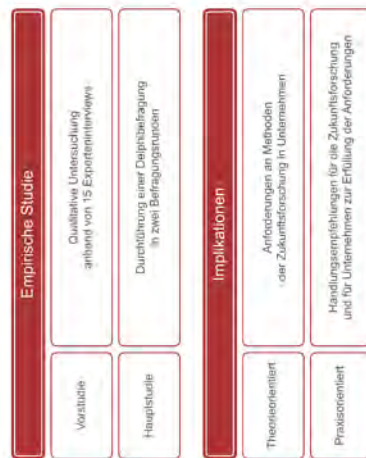 Empirische Studie
Vorstudie
Qualitative Untersuchung
anhand von 15 Experteninterviews
Hauptstudie
Durchführung einer Delphibefragung
in zwei Befragungsrunden
Implikationen
Theorieorientiert
Anforderungen an Methoden
der Zukunftsforschung in Unternehmen
Praxisorientiert
Handlungsempfehlungen für die Zukunftsforschung
und für Unternehmen zur Erfüllung der Anforderungen